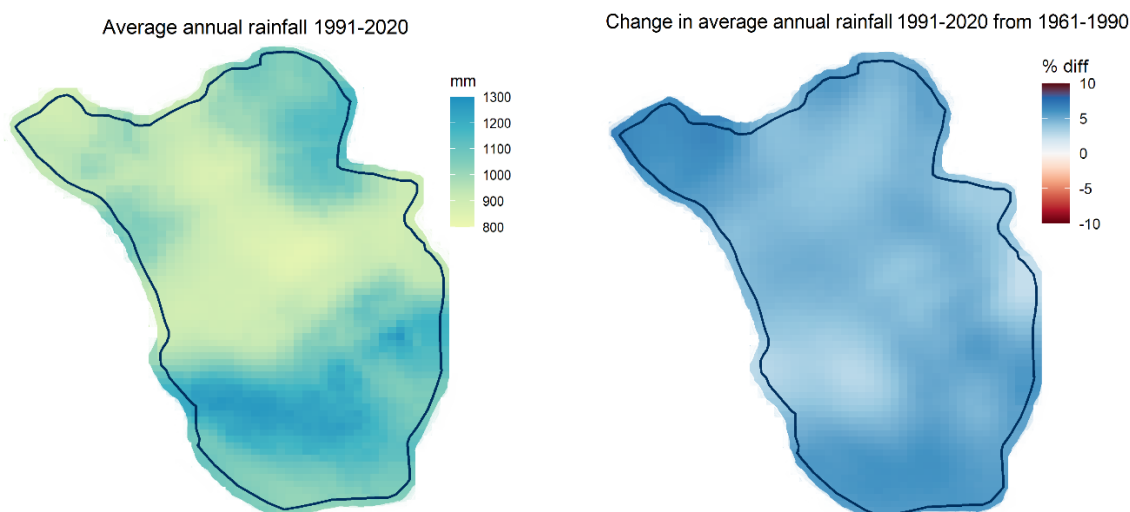 Average annual rainfall 1991-2020
mm
1300
1200
1100
1000
900
800
Change in average annual rainfall 1991-2020 from 1961-1990
% diff
10
5
0
-5
-10